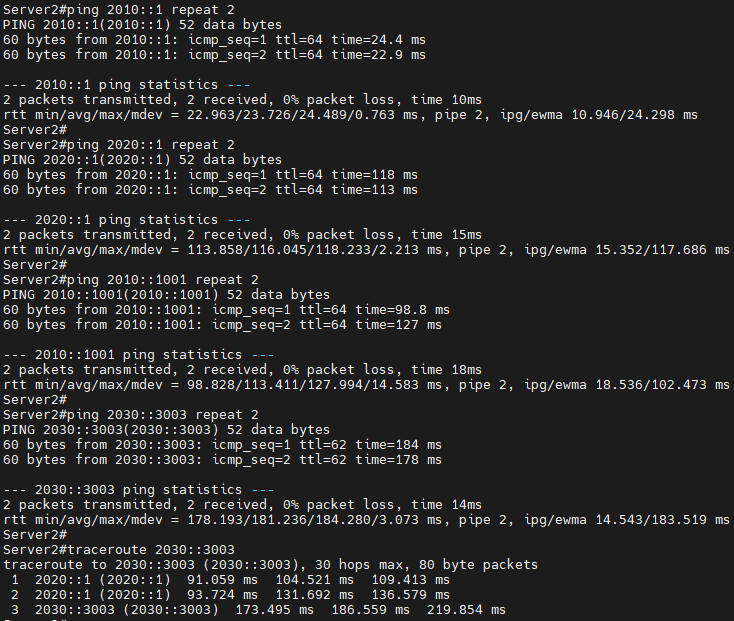 Server2#ping 2010::1 repeat 2
PING 2010::1(2010::1) 52 data bytes
60 bytes from 2010::1: icmp_seq=1 ttl=64 time=24.4 ms
60 bytes from 2010::1: icmp_seq=2 ttl=64 time=22.9 ms
--- 2010::1 ping statistics ---
2 packets transmitted, 2 received, 0% packet loss, time 10ms
rtt min/avg/max/mdev = 22.963/23.726/24.489/0.763 ms, pipe 2, ipg/ewma 10.946/24.298 ms
Server2#
Server2#ping 2020::1 repeat 2
PING 2020::1(2020::1) 52 data bytes
60 bytes from 2020::1: icmp_seq=1 ttl=64 time=118 ms
60 bytes from 2020::1: icmp_seq=2 ttl=64 time=113 ms
--- 2020::1 ping statistics ---
2 packets transmitted, 2 received, 0% packet loss, time 15ms
rtt min/avg/max/mdev = 113.858/116.045/118.233/2.213 ms, pipe 2, ipg/ewma 15.352/117.686 ms
Server2#
Server2#ping 2010::1001 repeat 2
PING 2010::1001(2010::1001) 52 data bytes
60 bytes from 2010::1001: icmp_seq=1 ttl=64 time=98.8 ms
60 bytes from 2010::1001: icmp_seq=2 ttl=64 time=127 ms
--- 2010::1001 ping statistics ---
2 packets transmitted, 2 received, 0% packet loss, time 18ms
rtt min/avg/max/mdev = 98.828/113.411/127.994/14.583 ms, pipe 2, ipg/ewma 18.536/102.473 ms
Server2#
Server2#ping 2030::3003 repeat 2
PING 2030::3003(2030::3003) 52 data bytes
60 bytes from 2030::3003: icmp_seq=1 ttl=62 time=184 ms
60 bytes from 2030::3003: icmp_seq=2 ttl=62 time=178 ms
--- 2030::3003 ping statistics ---
2 packets transmitted, 2 received, 0% packet loss, time 14ms
rtt min/avg/max/mdev = 178.193/181.236/184.280/3.073 ms, pipe 2, ipg/ewma 14.543/183.519 ms
Server2#
Server2#traceroute 2030::3003
traceroute to 2030::3003 (2030::3003), 30 hops max, 80 byte packets
1  2020::1 (2020::1)  91.059 ms  104.521 ms  109.413 ms
2  2020::1 (2020::1)  93.724 ms  131.692 ms  136.579 ms
3  2030::3003 (2030::3003)  173.495 ms  186.559 ms  219.854 ms